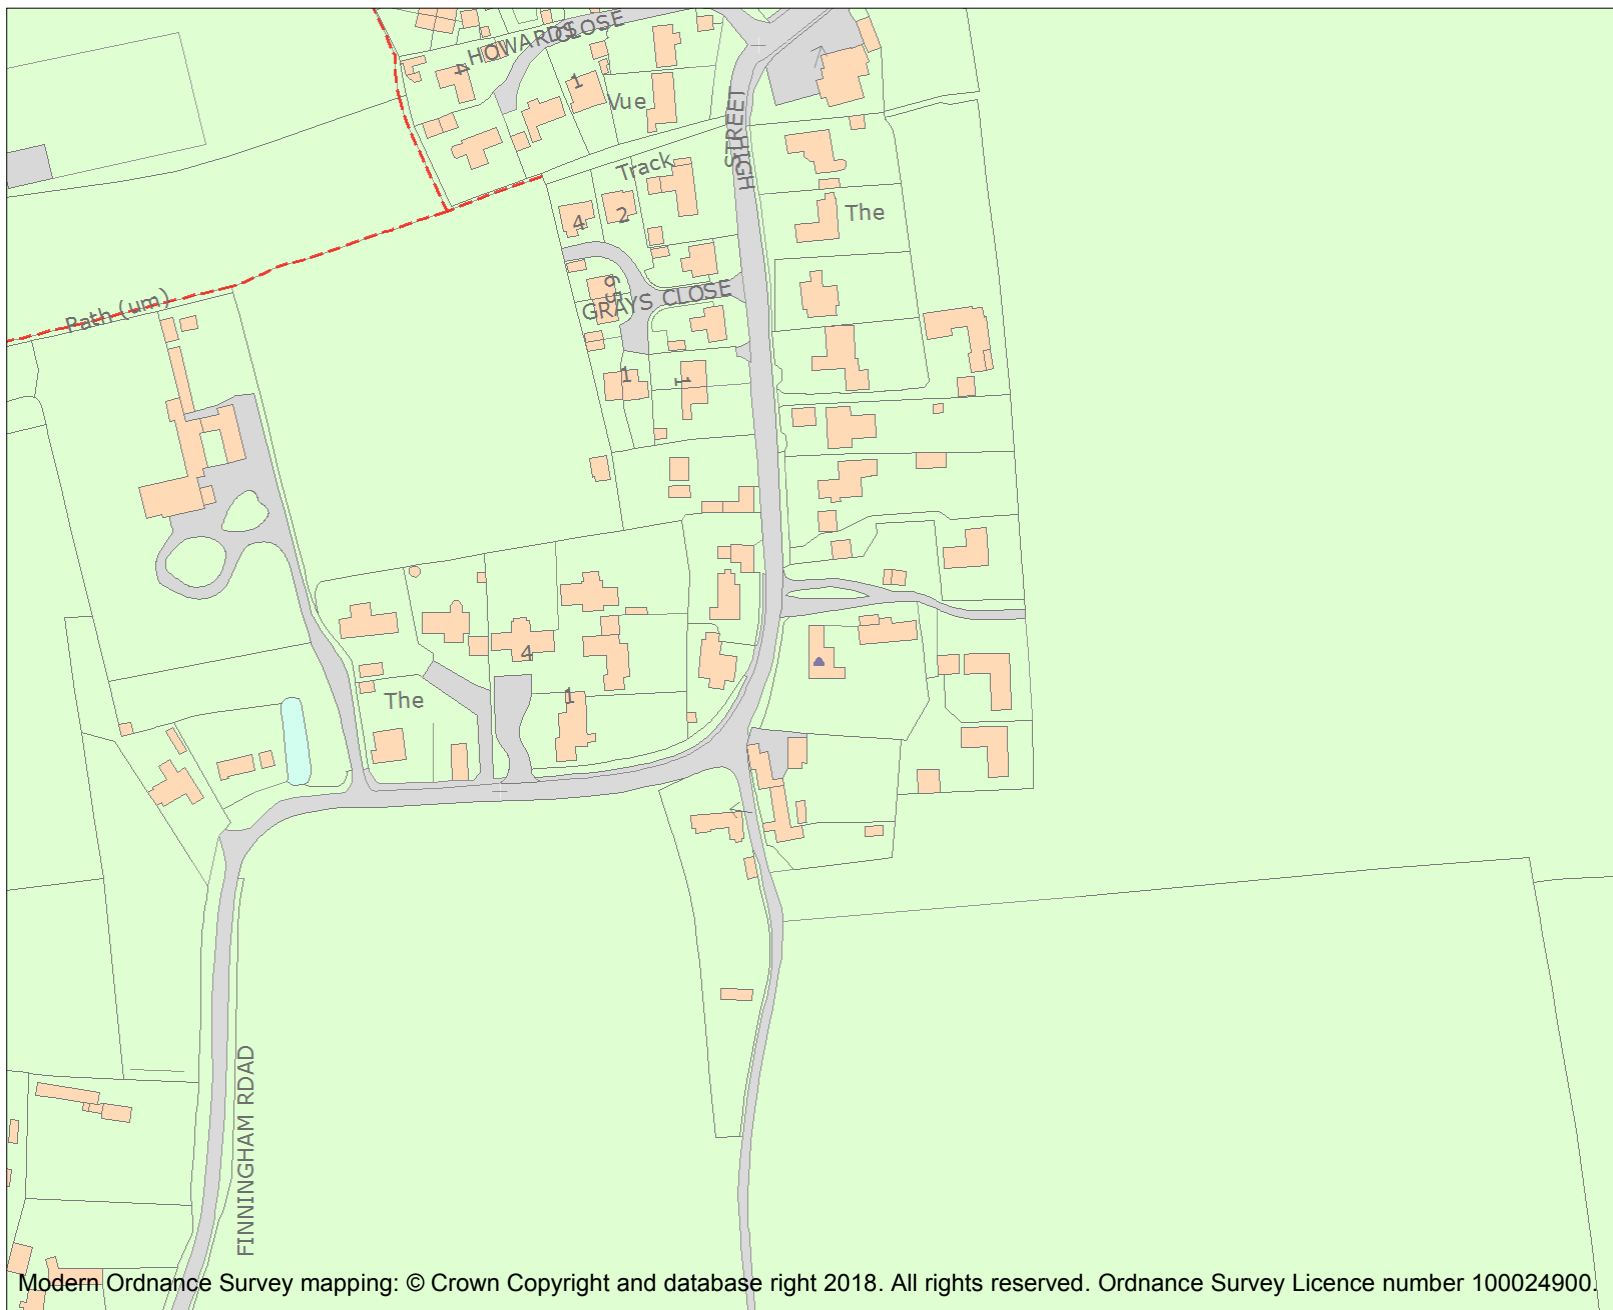 HOWARDS CLOSE
4
1
Vue
HIGH STREET
Track
4
2
The
6
5
GRAYS CLOSE
Path (um)
1
1
4
The
1
FINNINGHAM ROAD
Modern Ordnance Survey mapping: © Crown Copyright and database right 2018. All rights reserved. Ordnance Survey Licence number 100024900.